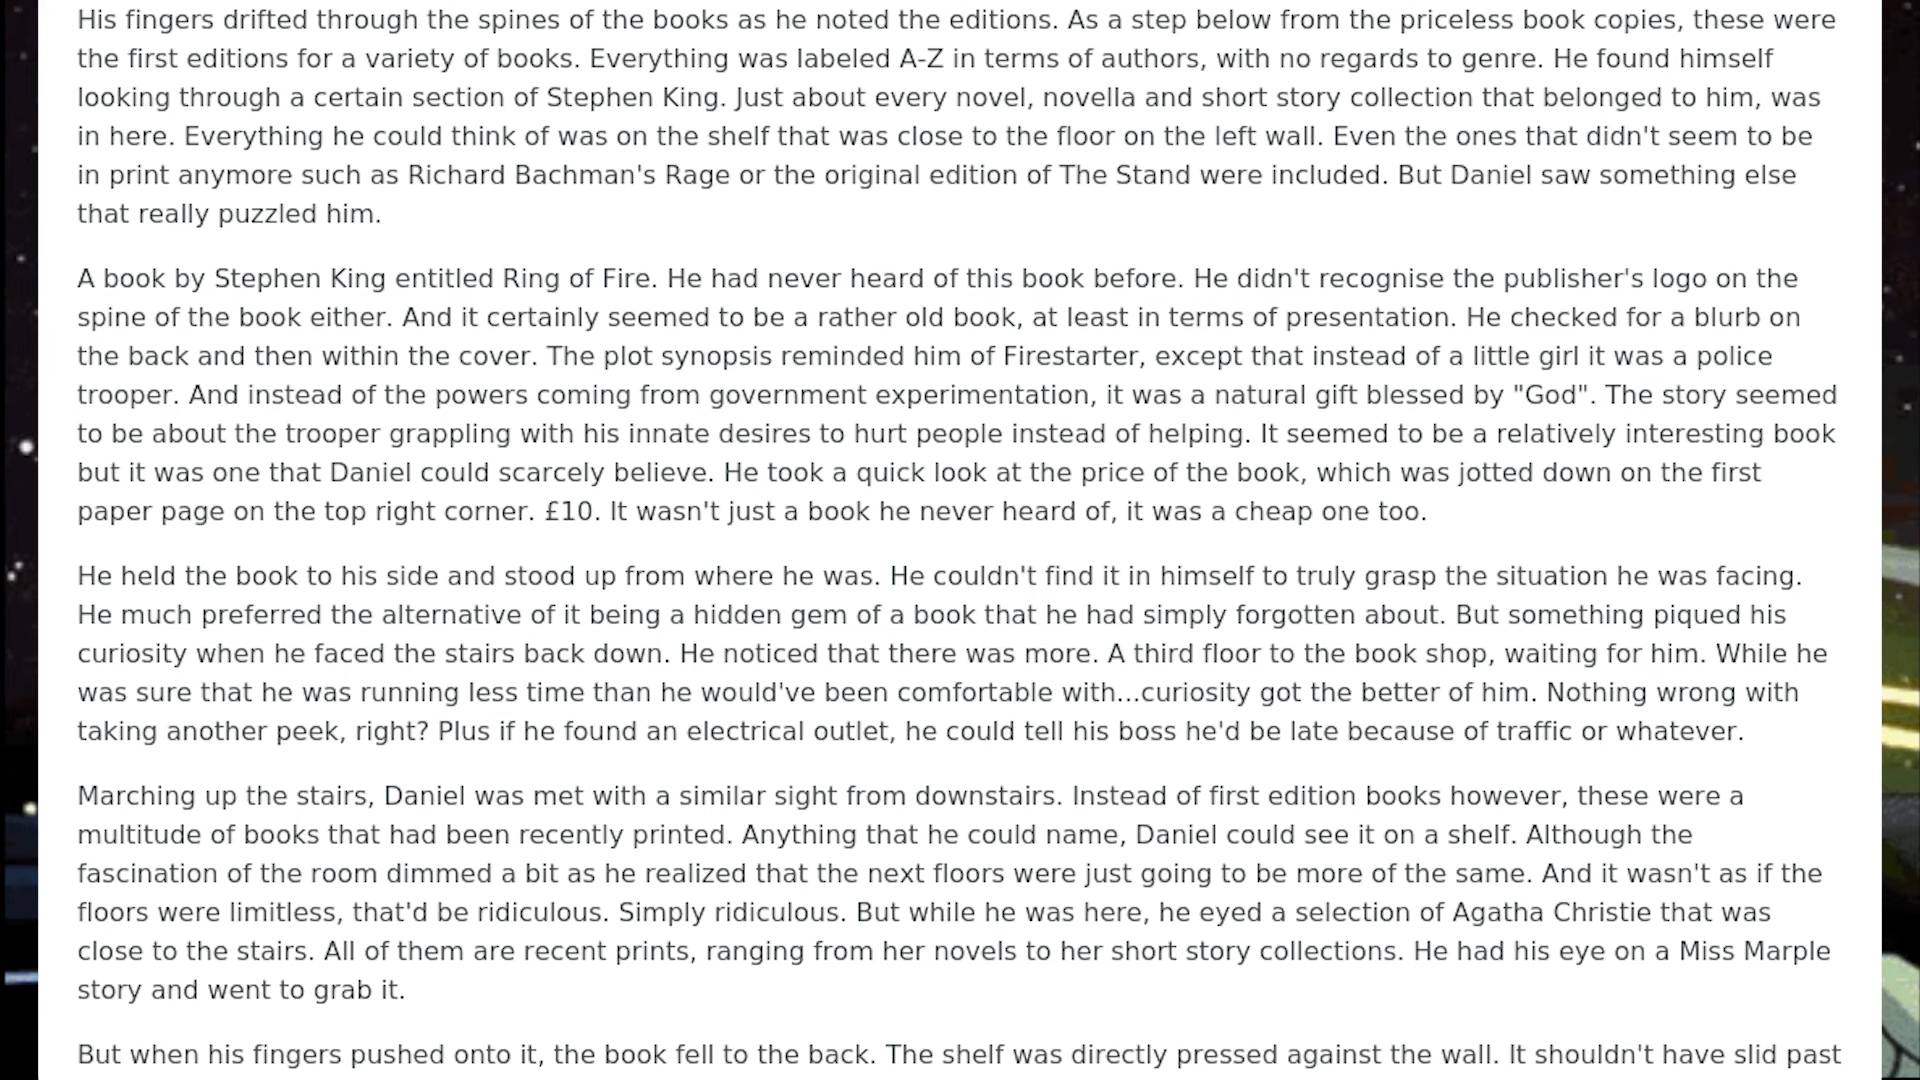 His fingers drifted through the spines of the books as he noted the editions. As a step below from the priceless book copies, these were
the first editions for a variety of books. Everything was labeled A-Z in terms of authors, with no regards to genre. He found himself
looking through a certain section of Stephen King. Just about every novel, novella and short story collection that belonged to him, was
in here. Everything he could think of was on the shelf that was close to the floor on the left wall. Even the ones that didn't seem to be
in print anymore such as Richard Bachman's Rage or the original edition of The Stand were included. But Daniel saw something else
that really puzzled him.
A book by Stephen King entitled Ring of Fire. He had never heard of this book before. He didn't recognise the publisher's logo on the
spine of the book either. And it certainly seemed to be a rather old book, at least in terms of presentation. He checked for a blurb on
the back and then within the cover. The plot synopsis reminded him of Firestarter, except that instead of a little girl it was a police
trooper. And instead of the powers coming from government experimentation, it was a natural gift blessed by "God". The story seemed
to be about the trooper grappling with his innate desires to hurt people instead of helping. It seemed to be a relatively interesting book
but it was one that Daniel could scarcely believe. He took a quick look at the price of the book, which was jotted down on the first
paper page on the top right corner. £10. It wasn't just a book he never heard of, it was a cheap one too.
He held the book to his side and stood up from where he was. He couldn't find it in himself to truly grasp the situation he was facing.
He much preferred the alternative of it being a hidden gem of a book that he had simply forgotten about. But something piqued his
curiosity when he faced the stairs back down. He noticed that there was more. A third floor to the book shop, waiting for him. While he
was sure that he was running less time than he would've been comfortable with...curiosity got the better of him. Nothing wrong with
taking another peek, right? Plus if he found an electrical outlet, he could tell his boss he'd be late because of traffic or whatever.
Marching up the stairs, Daniel was met with a similar sight from downstairs. Instead of first edition books however, these were a
multitude of books that had been recently printed. Anything that he could name, Daniel could see it on a shelf. Although the
fascination of the room dimmed a bit as he realized that the next floors were just going to be more of the same. And it wasn't as if the
floors were limitless, that'd be ridiculous. Simply ridiculous. But while he was here, he eyed a selection of Agatha Christie that was
close to the stairs. All of them are recent prints, ranging from her novels to her short story collections. He had his eye on a Miss Marple
story and went to grab it.
But when his fingers pushed onto it, the book fell to the back. The shelf was directly pressed against the wall. It shouldn't have slid past